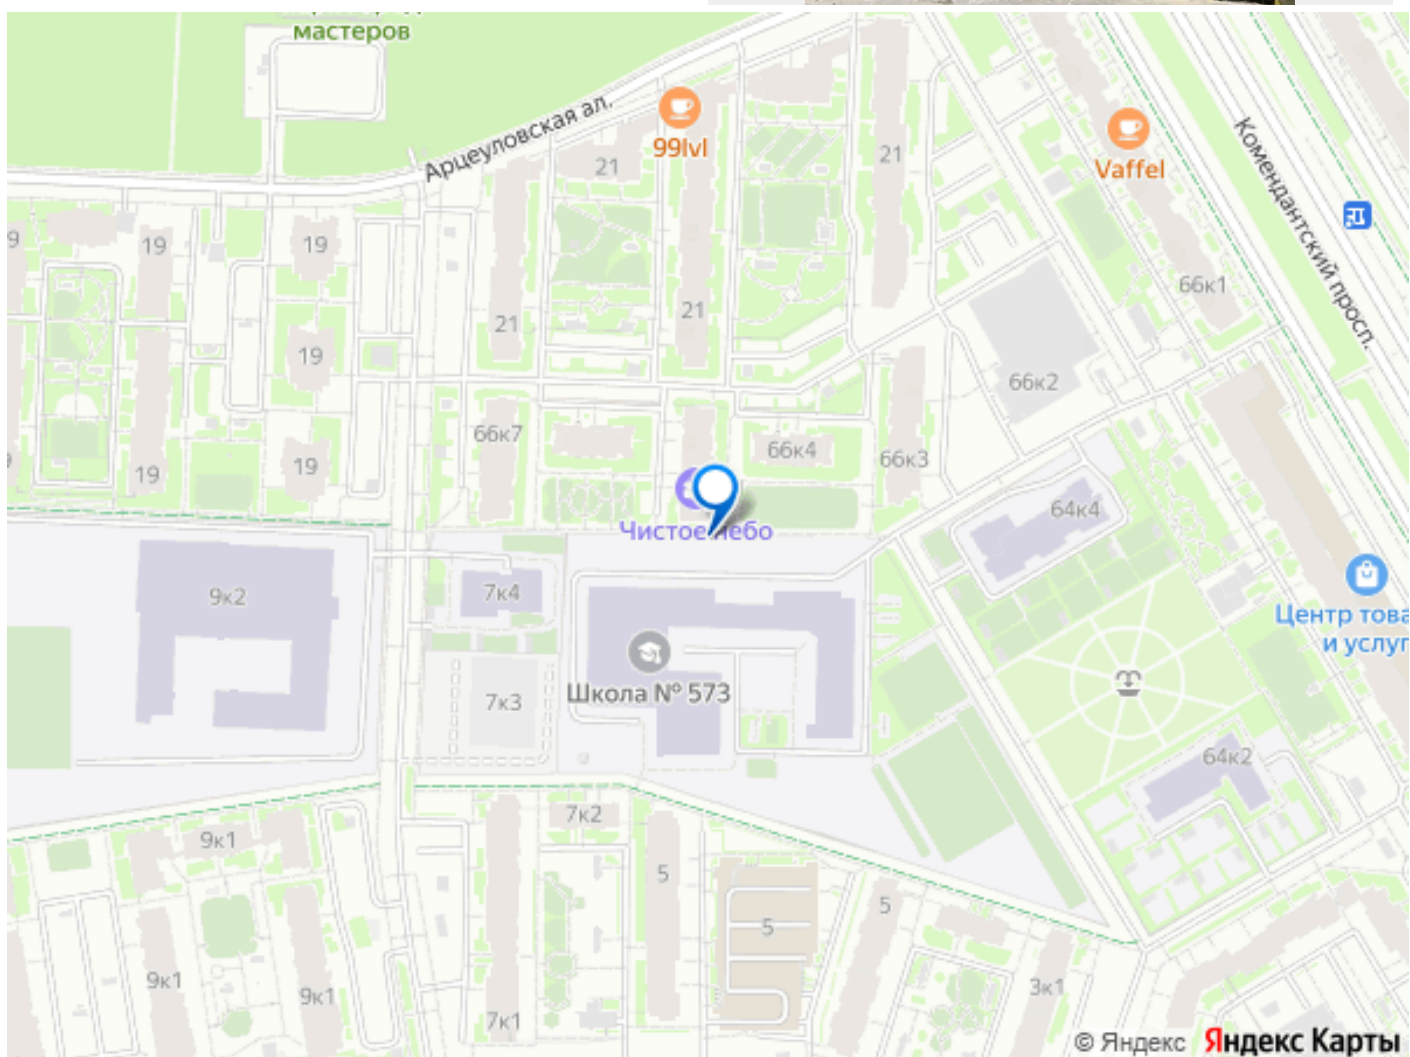 мастеров
Арцеуловская ал.
99lvl
Vaffel
Комендантский просп.
21
21
19
19
9
66к1
21
21
19
66к2
66к7
66к4
66к3
19
19
Чистое небо
64к4
9к2
7к4
Центр това
и услуг
Школа № 573
7к3
64к2
7к2
9к1
5
5
5
9к1
9к1
7к1
3к1
© Яндекс Яндекс Карты